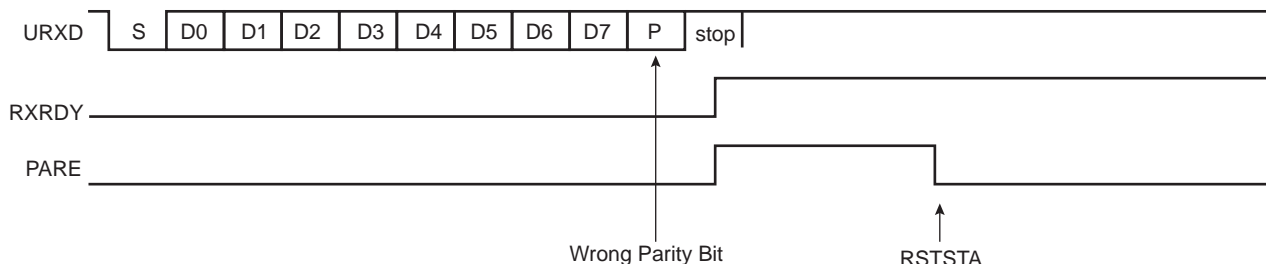 URXD S D0 D1 D2 D3 D4 D5 D6 D7 P stop
RXRDY
PARE
Wrong Parity Bit RSTSTA